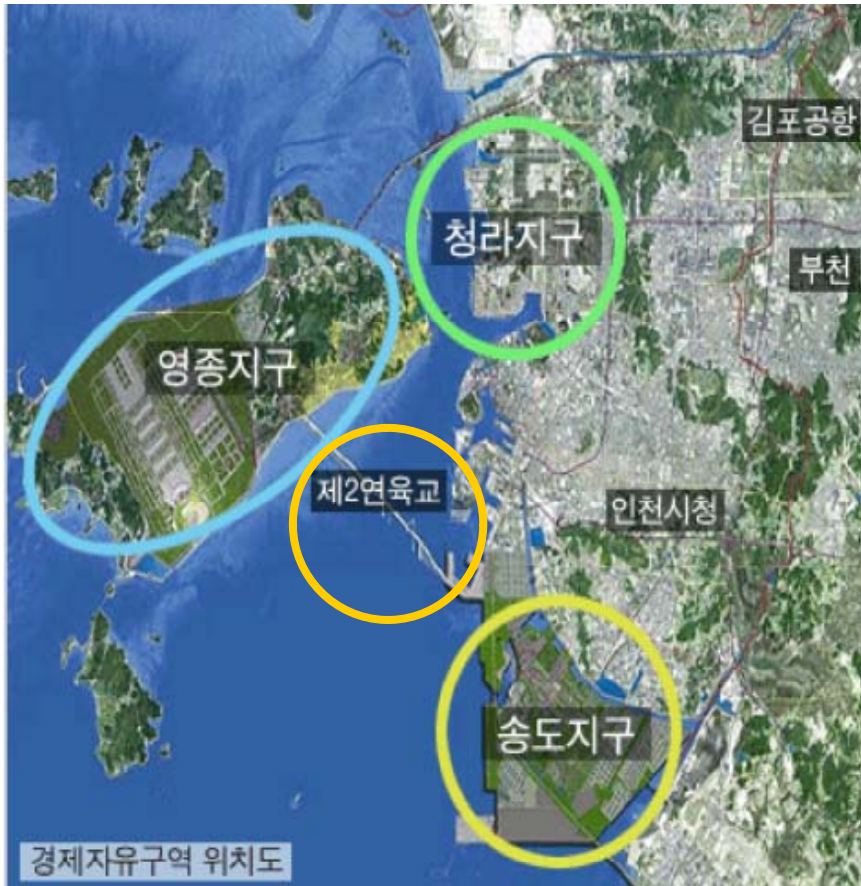 김포공항
청라지구
부천
영종지구
제2연육교
인천시청
송도지구
경제자유구역 위치도